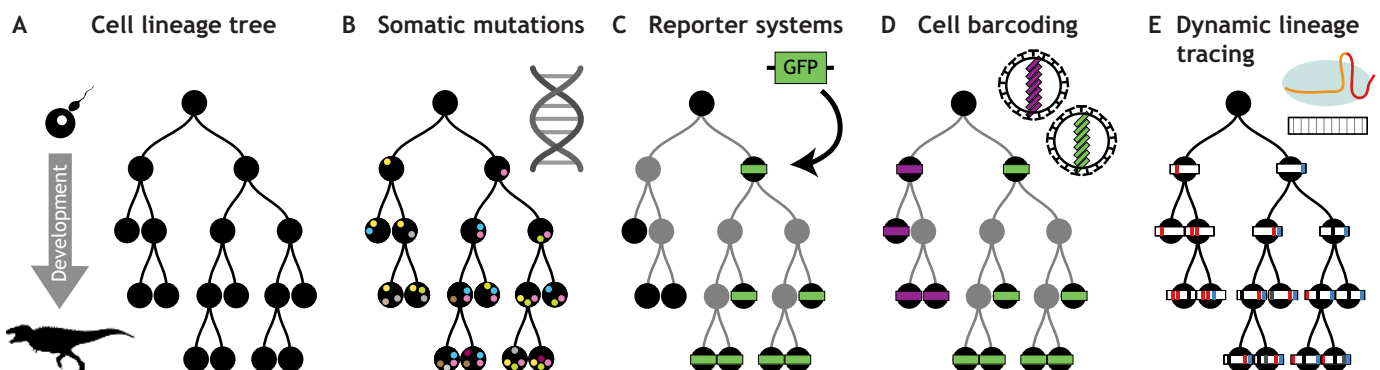 A Cell lineage tree
B Somatic mutations
C Reporter systems
D Cell barcoding
E Dynamic lineage
tracing
GFP
Development